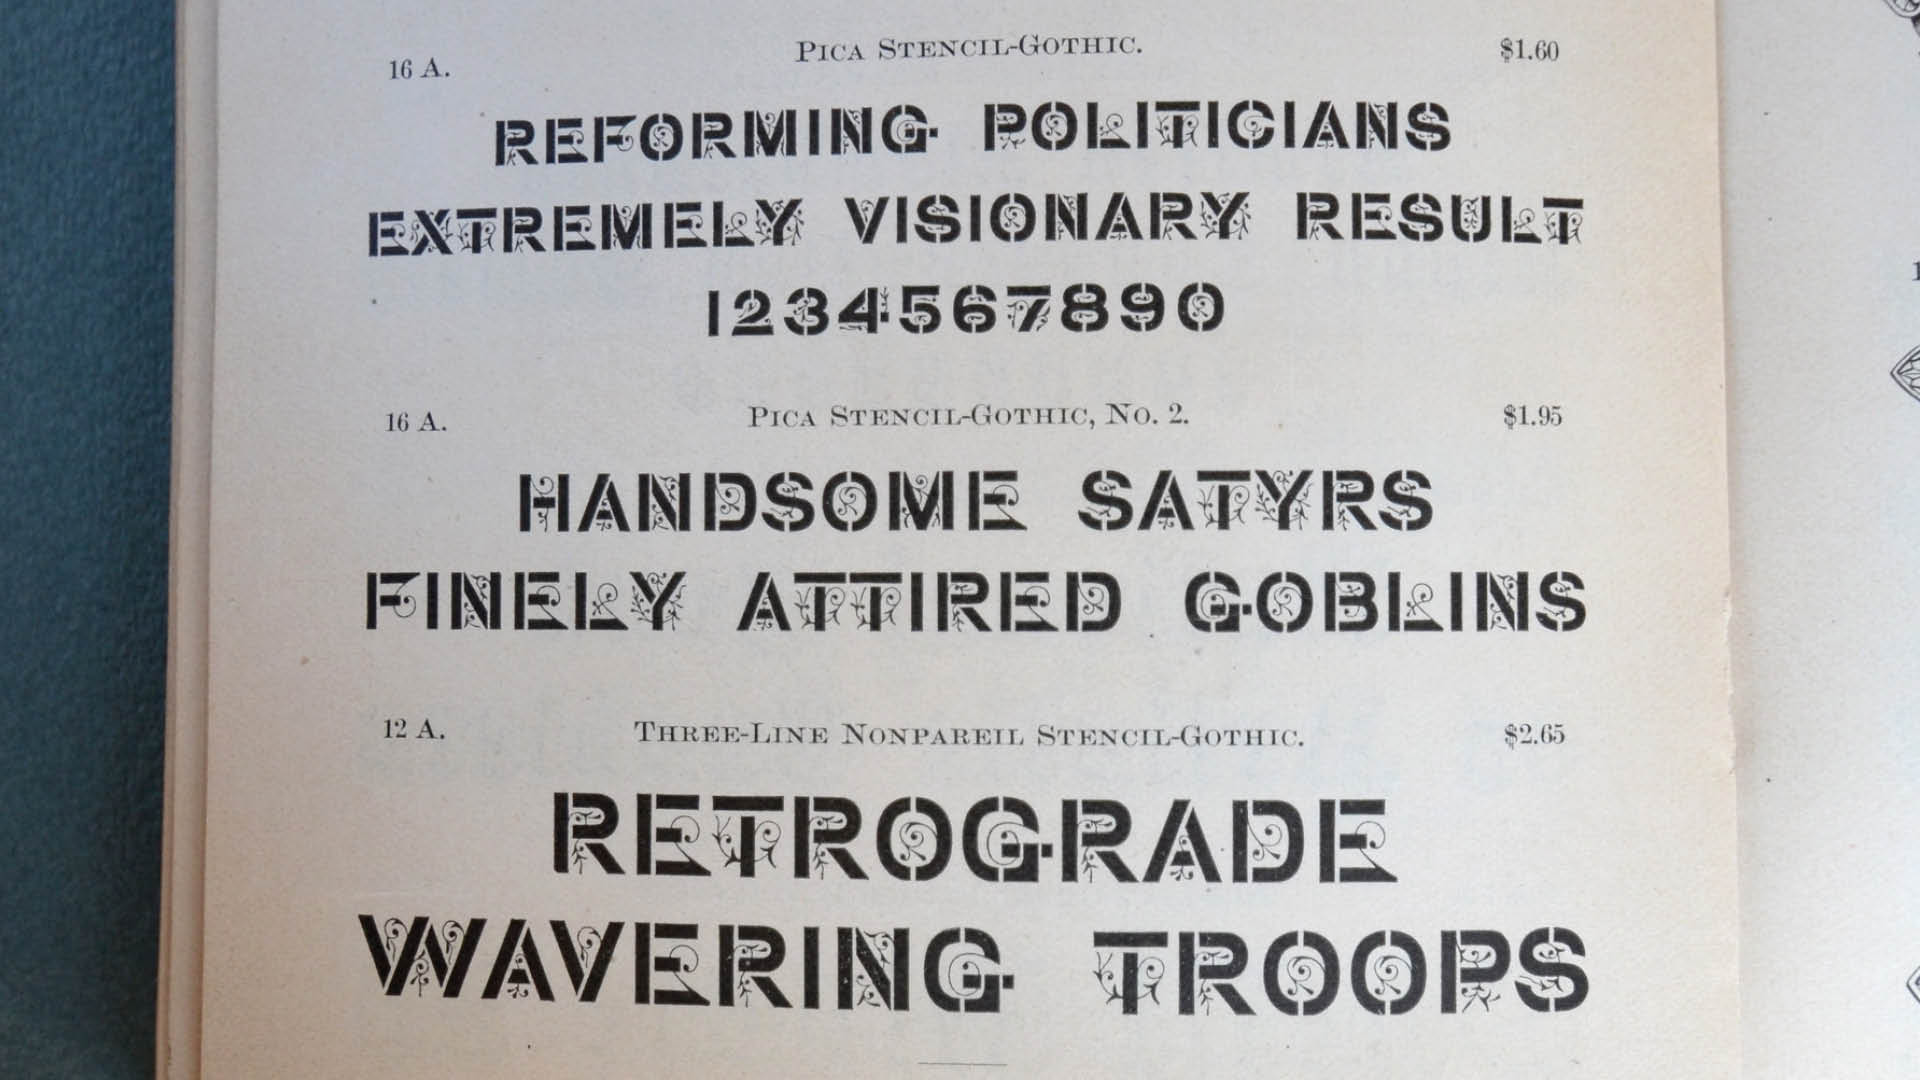 16 A. Pica Stencil-Gothic. $1.60
REFORMING POLITICIANS
EXTREMELY VISIONARY RESULT
1234567890
16 A. Pica Stencil-Gothic, No. 2. $1.95
HANDSOME SATYRS
FINELY ATTIRED GOBLINS
12 A. Three-Line Nonpareil Stencil-Gothic. $2.65
RETROGRADE
WAVERING TROOPS